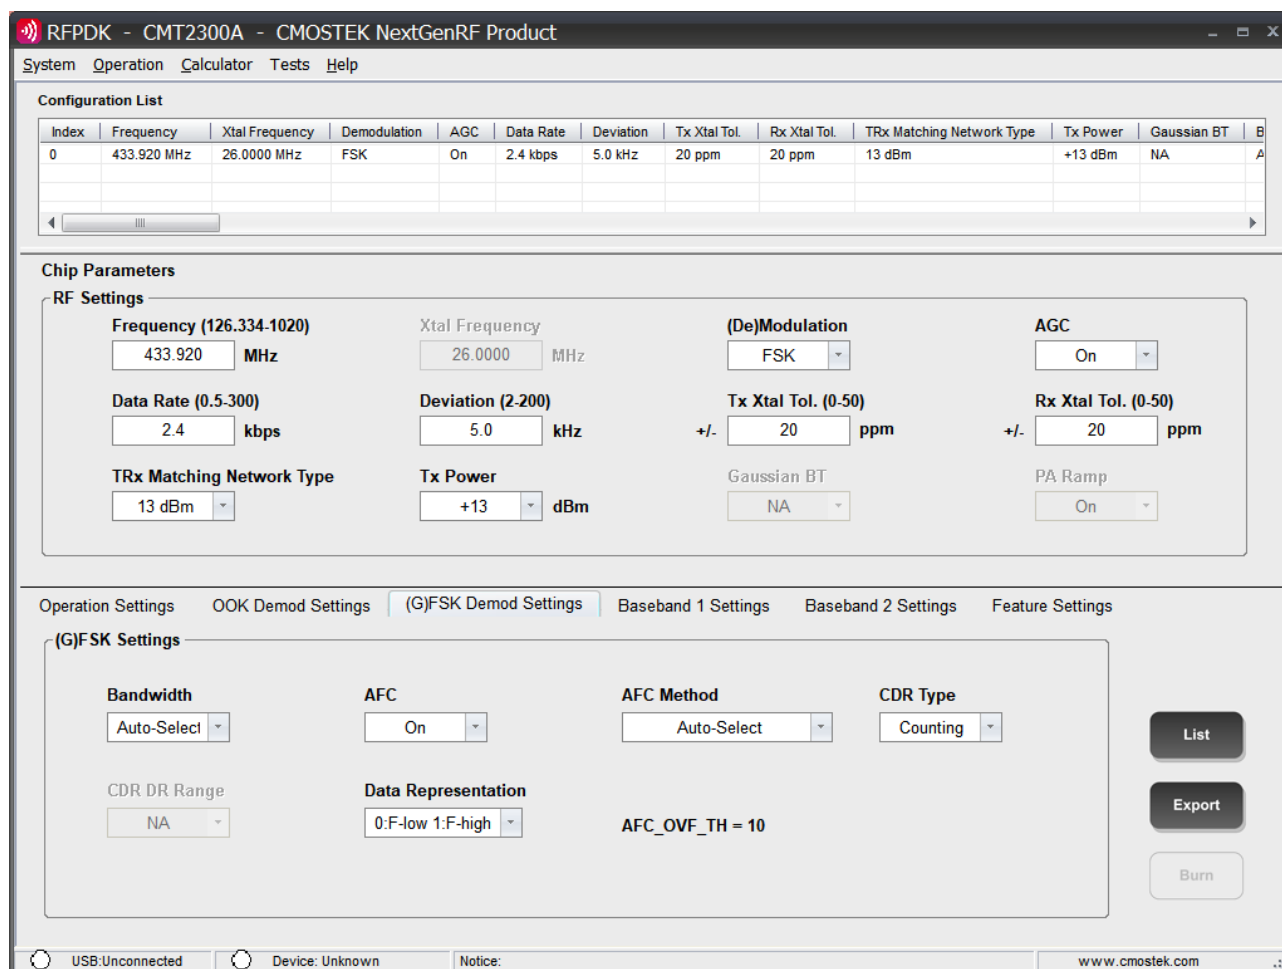 RFPDK - CMT2300A - CMOSTEK NextGenRF Product
System Operation Calculator Tests Help
Configuration List
Index Frequency Xtal Frequency Demodulation AGC Data Rate Deviation Tx Xtal Tol. Rx Xtal Tol. TRx Matching Network Type Tx Power Gaussian BT B
0 433.920 MHz 26.0000 MHz FSK On 2.4 kbps 5.0 kHz 20 ppm 20 ppm 13 dBm +13 dBm NA A
Chip Parameters
RF Settings
Frequency (126.334-1020) Xtal Frequency (De)Modulation AGC
433.920 MHz 26.0000 MHz FSK On
Data Rate (0.5-300) Deviation (2-200) Tx Xtal Tol. (0-50) Rx Xtal Tol. (0-50)
2.4 kbps 5.0 kHz +/- 20 ppm +/- 20 ppm
TRx Matching Network Type Tx Power Gaussian BT PA Ramp
13 dBm +13 dBm NA On
Operation Settings OOK Demod Settings (G)FSK Demod Settings Baseband 1 Settings Baseband 2 Settings Feature Settings
(G)FSK Settings
Bandwidth AFC AFC Method CDR Type
Auto-Select On Auto-Select Counting
List
CDR DR Range Data Representation
Export
NA 0:F-low 1:F-high AFC_OVF_TH = 10
Burn
USB:Unconnected Device: Unknown Notice: www.cmostek.com